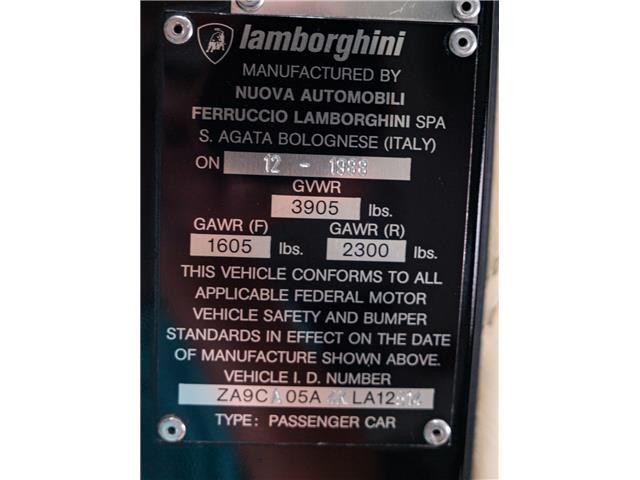 lamborghini
MANUFACTURED BY
NUOVA AUTOMOBILI
FERRUCCIO LAMBORGHINI SPA
S. AGATA BOLOGNESE (ITALY)
ON 12 - 1988
GVWR
3905 lbs.
GAWR (F) GAWR (R)
1605 lbs. 2300 lbs.
THIS VEHICLE CONFORMS TO ALL
APPLICABLE FEDERAL MOTOR
VEHICLE SAFETY AND BUMPER
STANDARDS IN EFFECT ON THE DATE
OF MANUFACTURE SHOWN ABOVE.
VEHICLE I. D. NUMBER
TYPE: PASSENGER CAR